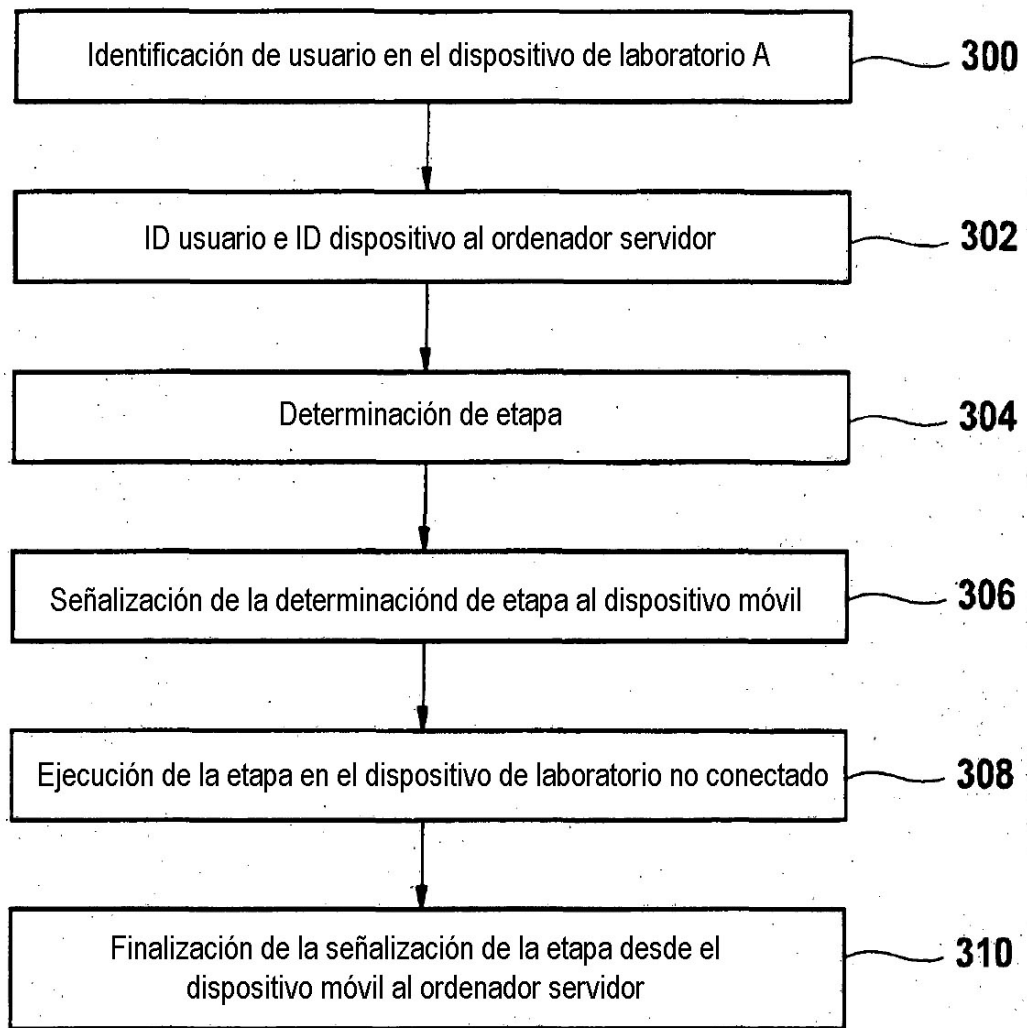 Identificación de usuario en el dispositivo de laboratorio A
300
ID usuario e ID dispositivo al ordenador servidor
302
Determinación de etapa
304
Señalización de la determinaciónd de etapa al dispositivo móvil
306
Ejecución de la etapa en el dispositivo de laboratorio no conectado
308
Finalización de la señalización de la etapa desde el
dispositivo móvil al ordenador servidor
310